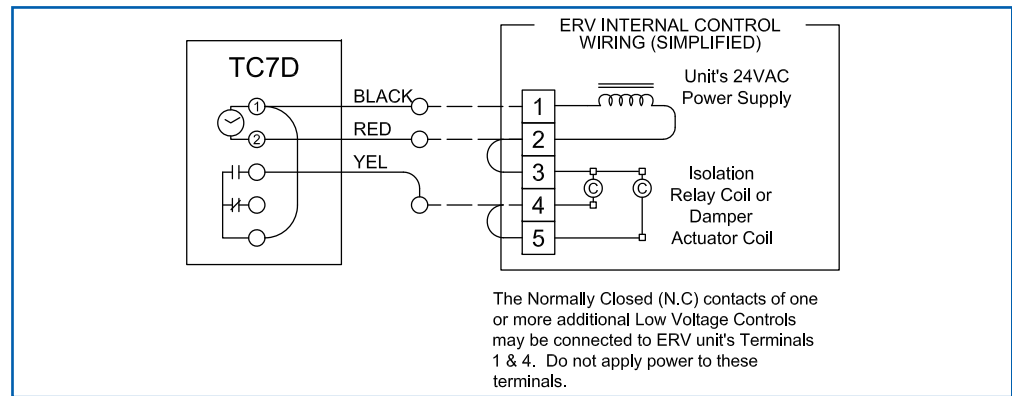 ERV INTERNAL CONTROL
WIRING (SIMPLIFIED)
TC7D
Unit's 24VAC
Power Supply
1
BLACK
1
2
RED
2
YEL
3
4
5
C
C
Isolation
Relay Coil or
Damper
Actuator Coil
The Normally Closed (N.C) contacts of one
or more additional Low Voltage Controls
may be connected to ERV unit's Terminals
1 & 4. Do not apply power to these
terminals.